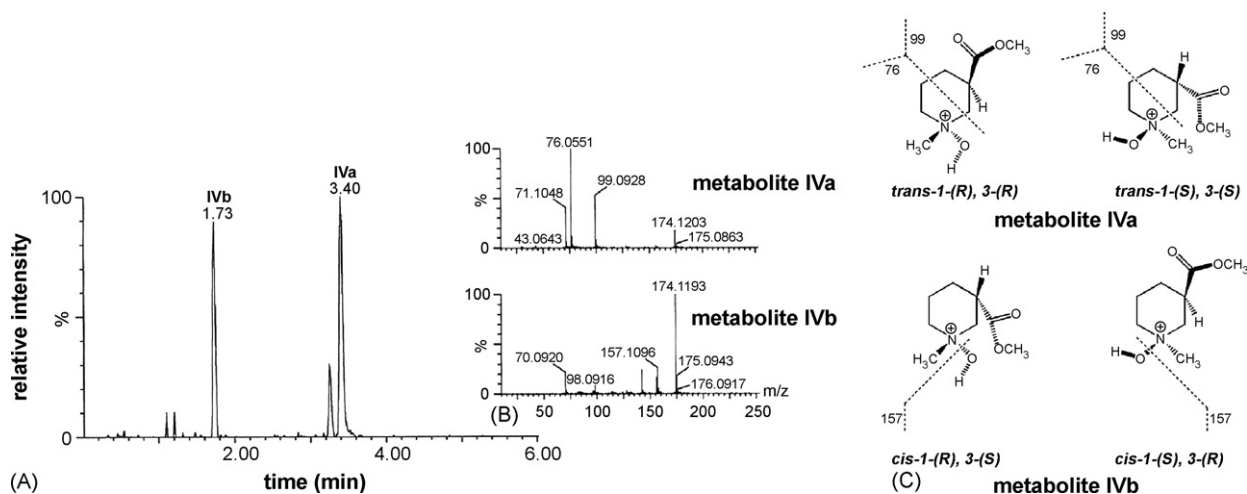 (A)
relative intensity
100
%
0
IVb
1.73
IVa
3.40
2.00
4.00
6.00
time (min)
(B)
100
%
0
76.0551
71.1048
99.0928
43.0643
174.1203
175.0863
metabolite IVa
100
%
0
174.1193
metabolite IVb
157.1096
70.0920
98.0916
175.0943
176.0917
m/z
50
100
150
200
250
(C)
99
76
O
OCH3
H
N
⊕
H3C
O
H
trans-1-(R), 3-(R)
99
76
H
O
OCH3
N
⊕
HO
CH3
trans-1-(S), 3-(S)
metabolite IVa
H
O
OCH3
N
⊕
H3C
O
H
157
cis-1-(R), 3-(S)
O
OCH3
H
N
⊕
HO
CH3
157
cis-1-(S), 3-(R)
metabolite IVb